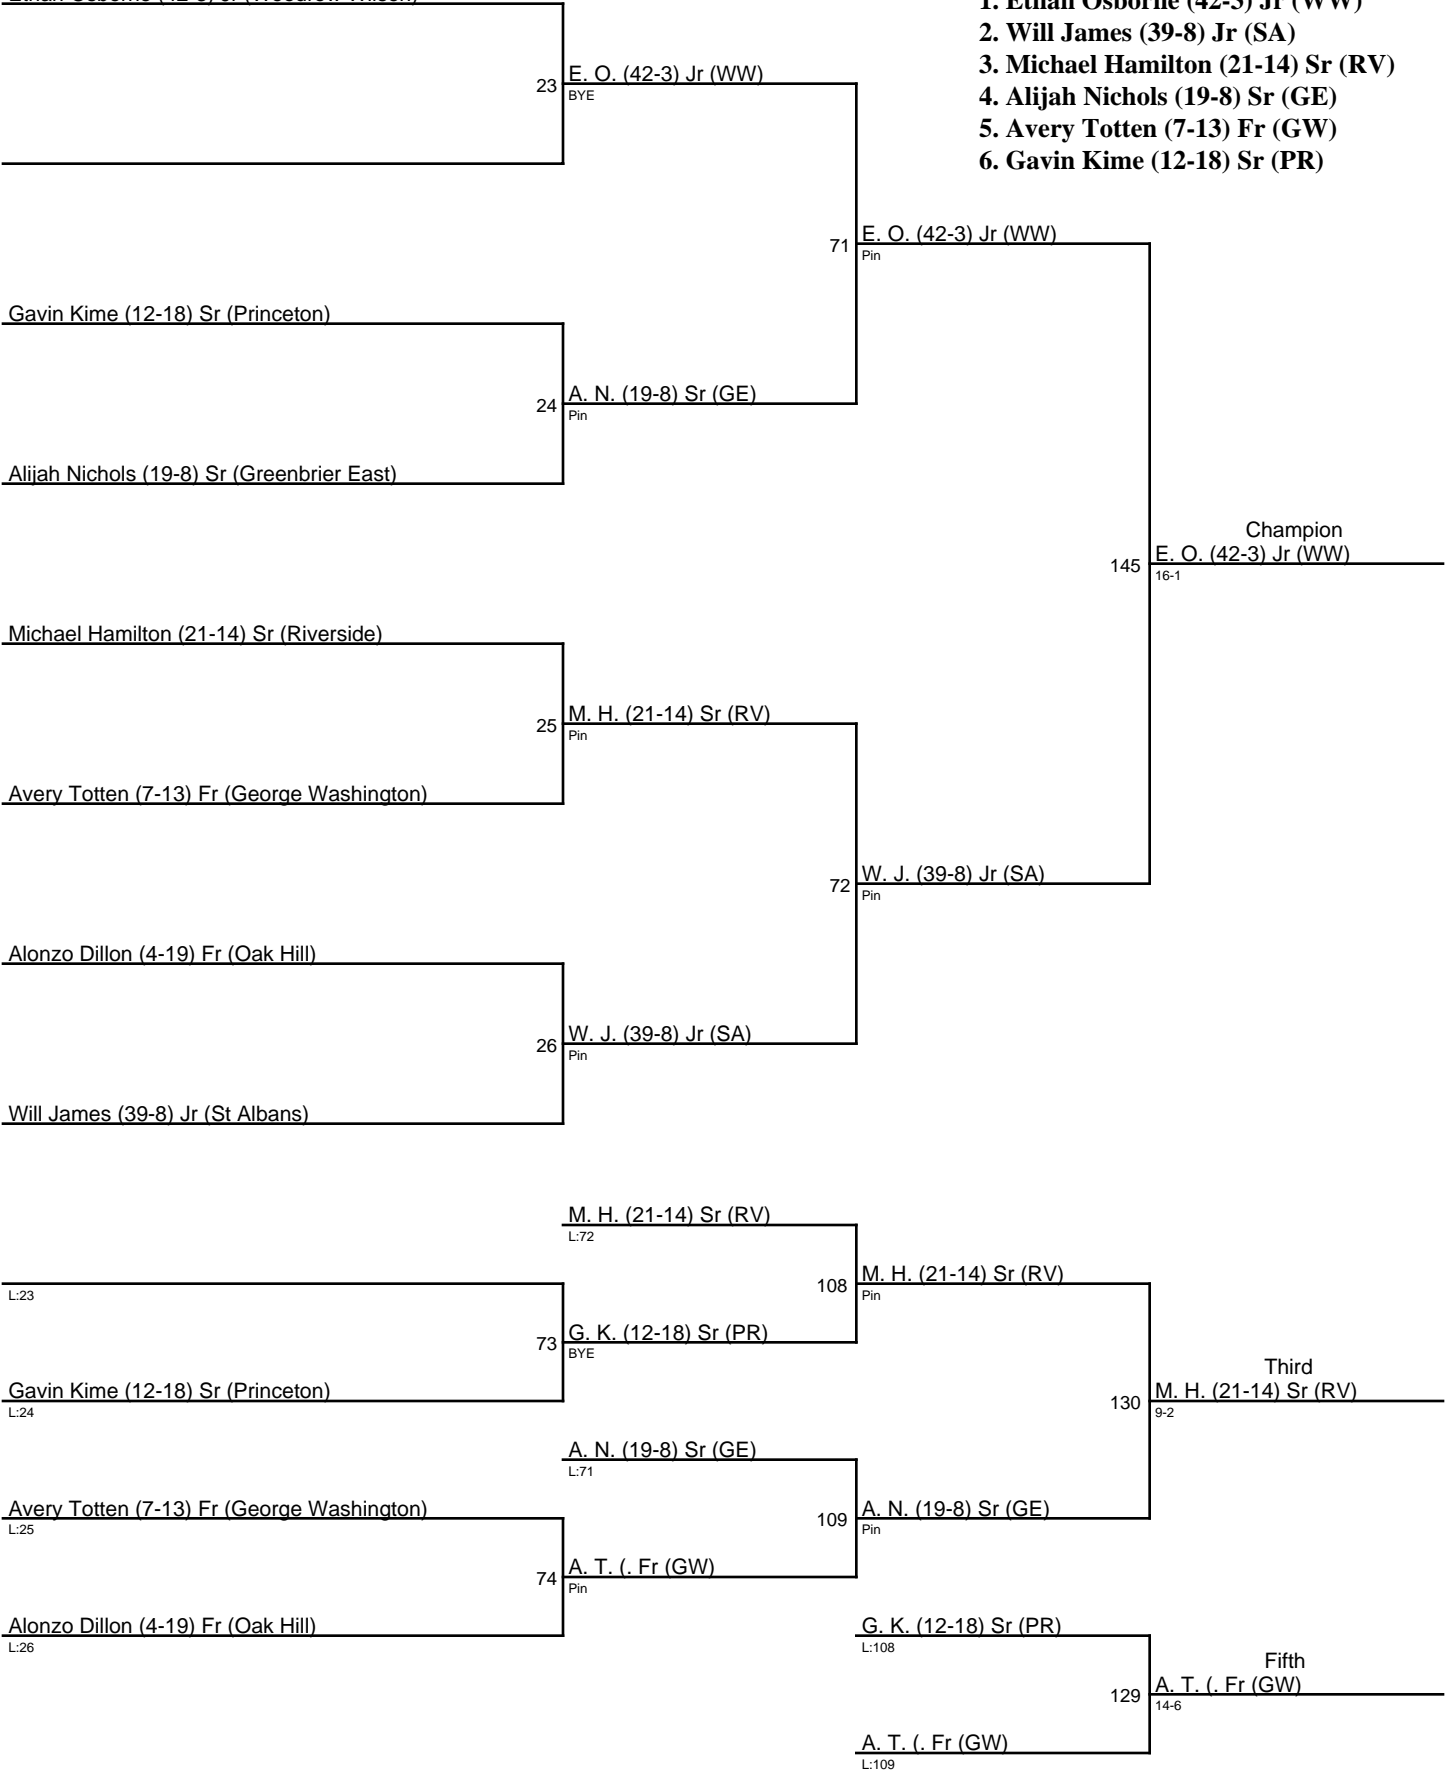 1. Ethan Osborne (42-3) Jr (WW)
2. Will James (39-8) Jr (SA)
3. Michael Hamilton (21-14) Sr (RV)
4. Alijah Nichols (19-8) Sr (GE)
5. Avery Totten (7-13) Fr (GW)
6. Gavin Kime (12-18) Sr (PR)
Ethan Osborne (42-3) Jr (Woodrow Wilson)
23 E. O. (42-3) Jr (WW)
BYE
71 E. O. (42-3) Jr (WW)
Pin
Gavin Kime (12-18) Sr (Princeton)
24 A. N. (19-8) Sr (GE)
Pin
Alijah Nichols (19-8) Sr (Greenbrier East)
Champion
145 E. O. (42-3) Jr (WW)
16-1
Michael Hamilton (21-14) Sr (Riverside)
25 M. H. (21-14) Sr (RV)
Pin
Avery Totten (7-13) Fr (George Washington)
72 W. J. (39-8) Jr (SA)
Pin
Alonzo Dillon (4-19) Fr (Oak Hill)
26 W. J. (39-8) Jr (SA)
Pin
Will James (39-8) Jr (St Albans)
M. H. (21-14) Sr (RV)
L:72
L:23
108 M. H. (21-14) Sr (RV)
Pin
73 G. K. (12-18) Sr (PR)
BYE
Gavin Kime (12-18) Sr (Princeton)
L:24
Third
130 M. H. (21-14) Sr (RV)
9-2
A. N. (19-8) Sr (GE)
L:71
Avery Totten (7-13) Fr (George Washington)
L:25
109 A. N. (19-8) Sr (GE)
Pin
74 A. T. (. Fr (GW)
Pin
Alonzo Dillon (4-19) Fr (Oak Hill)
L:26
G. K. (12-18) Sr (PR)
L:108
Fifth
129 A. T. (. Fr (GW)
14-6
A. T. (. Fr (GW)
L:109